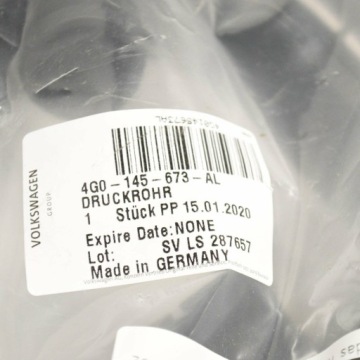 VOLKSWAGEN
GROUP
4G0-145-673-AL
DRUCKROHR
1 Stück PP 15.01.2020
Expire Date:NONE
Lot: SV LS 287657
Made in GERMANY